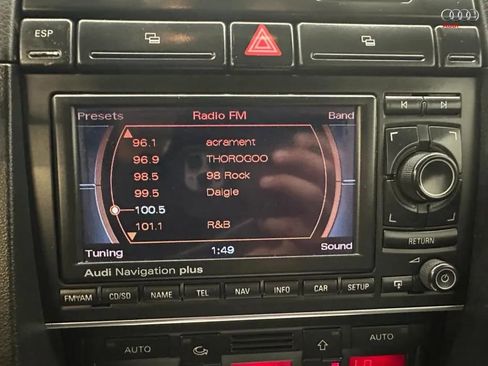 Audi
ESP
Presets Radio FM Band
96.1 acrament
96.9 THOROGOO
98.5 98 Rock
99.5 Daigle
100.5
101.1 R&B
Tuning 1:49 Sound
RETURN
Audi Navigation plus
FM/AM CD/SD NAME TEL NAV INFO CAR SETUP
AUTO AUTO
LO